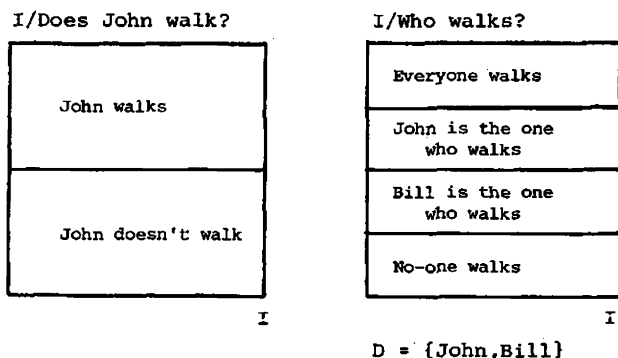 I/Does John walk?
John walks
John doesn't walk
I
I/Who walks?
Everyone walks
John is the one
who walks
Bill is the one
who walks
No-one walks
I
D = {John,Bill}